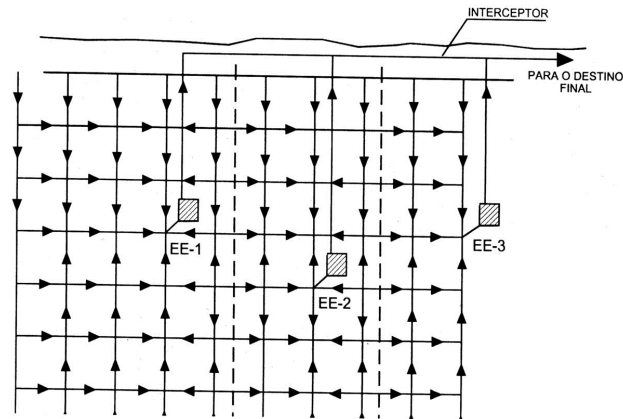 INTERCEPTOR
PARA O DESTINO
FINAL
EE-1
EE-3
EE-2